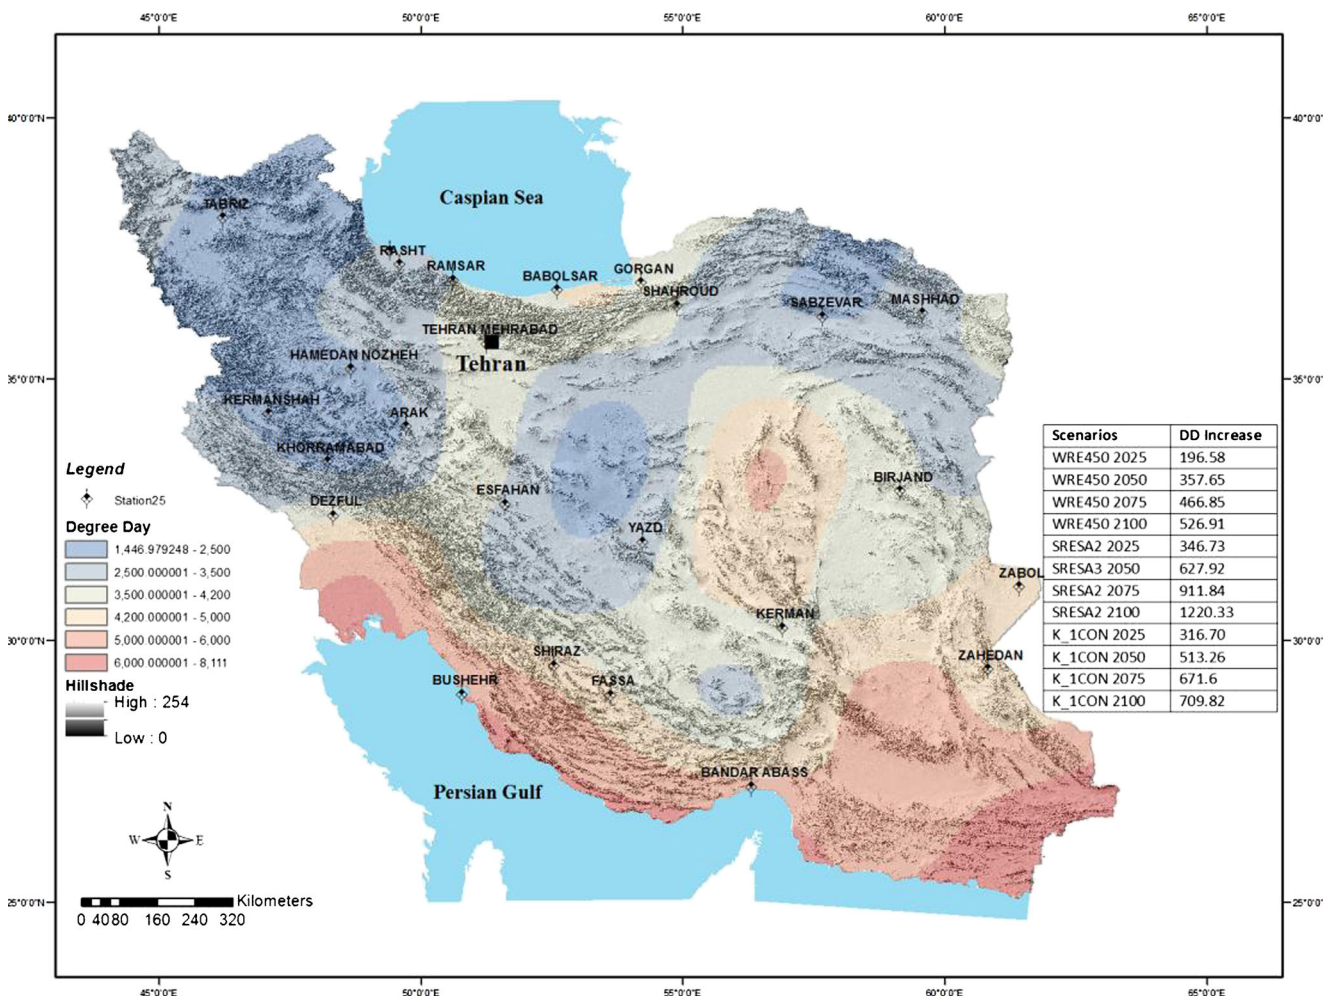 45°0'0"E 50°0'0"E 55°0'0"E 60°0'0"E 65°0'0"E
40°0'0"N 40°0'0"
Caspian Sea
TABRIZ
RASHT
RAMSAR
BABOLSAR
GORGAN
SHAHROUD
SABZEVAR
MASHHAD
TEHRAN MEHRABAD
Tehran
HAMEDAN NOZHEH
35°0'0"N 35°0'0"
KERMANSHAH
ARAK
KHORRAMABAD
DEZFUL
ESFAHAN
BIRJAND
YAZD
ZABOL
KERMAN
30°0'0"N 30°0'0"
SHIRAZ
ZAHEDAN
BUSHEHR
FASSA
BANDAR ABASS
Persian Gulf
Scenarios DD Increase
WRE450 2025 196.58
WRE450 2050 357.65
WRE450 2075 466.85
WRE450 2100 526.91
SRESA2 2025 346.73
SRESA3 2050 627.92
SRESA2 2075 911.84
SRESA2 2100 1220.33
K_1CON 2025 316.70
K_1CON 2050 513.26
K_1CON 2075 671.6
K_1CON 2100 709.82
Legend
Station25
Degree Day
1,446.979248 - 2,500
2,500.000001 - 3,500
3,500.000001 - 4,200
4,200.000001 - 5,000
5,000.000001 - 6,000
6,000.000001 - 8,111
Hillshade
High : 254
Low : 0
N
W E
S
Kilometers
0 40 80 160 240 320
25°0'0"N 25°0'0"
45°0'0"E 50°0'0"E 55°0'0"E 60°0'0"E 65°0'0"E